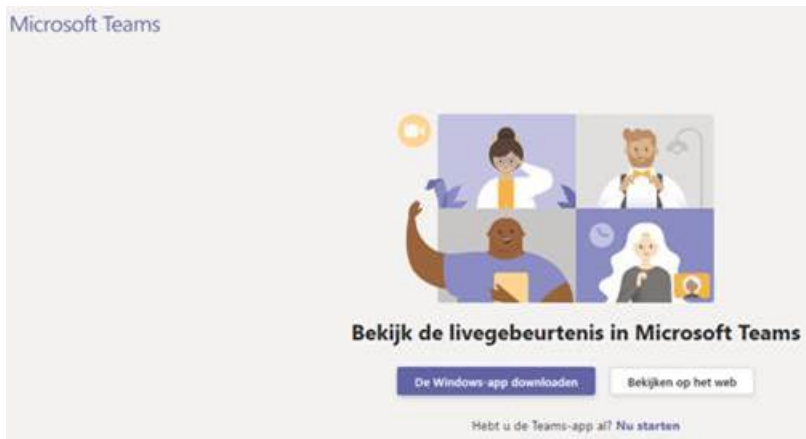 Microsoft Teams
Bekijk de livegebeurtenis in Microsoft Teams
De Windows-app downloaden
Bekijken op het web
Hebt u de Teams-app al? Nu starten